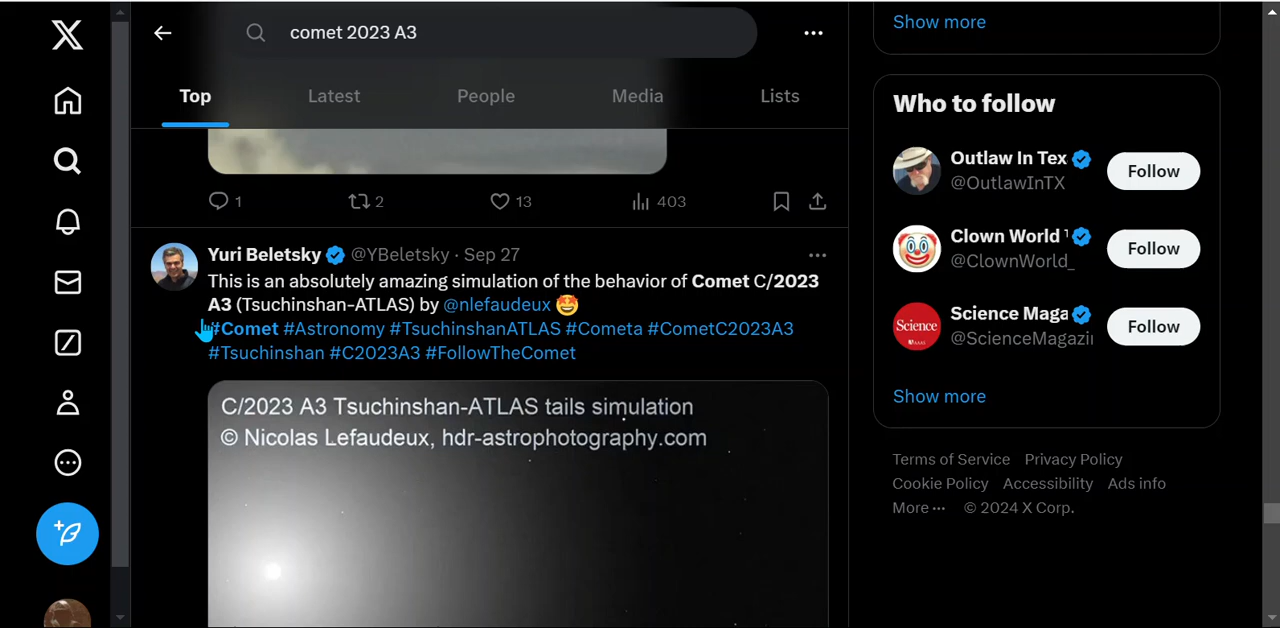 comet 2023 A3
Top
Latest
People
Media
Lists
1
2
13
403
Yuri Beletsky @YBeletsky · Sep 27
This is an absolutely amazing simulation of the behavior of Comet C/2023
A3 (Tsuchinshan-ATLAS) by @nlefaudeux 🤩
#Comet #Astronomy #TsuchinshanATLAS #Cometa #CometC2023A3
#Tsuchinshan #C2023A3 #FollowTheComet
C/2023 A3 Tsuchinshan-ATLAS tails simulation
© Nicolas Lefaudeux, hdr-astrophotography.com
Show more
Who to follow
Outlaw In Tex
@OutlawInTX
Follow
Clown World
@ClownWorld_
Follow
Science
Science Maga
@ScienceMagazin
Follow
Show more
Terms of Service Privacy Policy
Cookie Policy Accessibility Ads info
More ··· © 2024 X Corp.